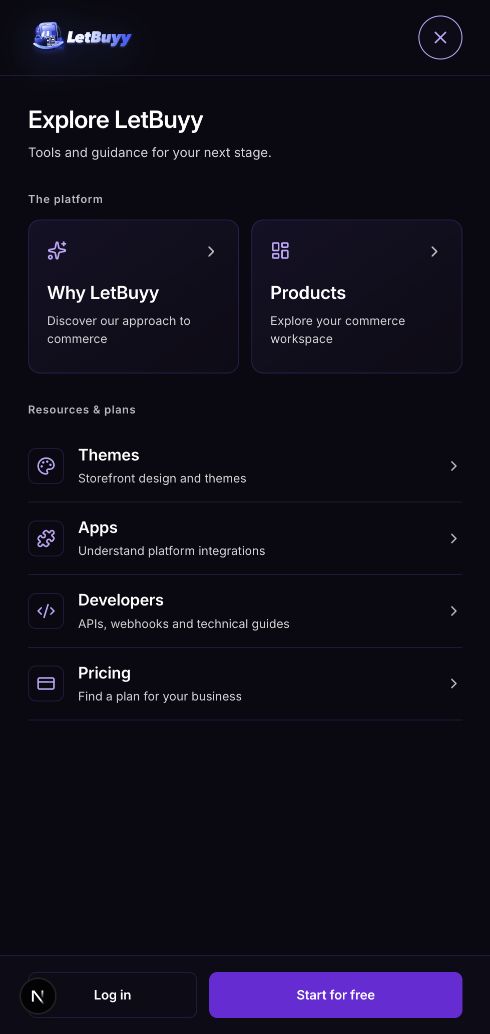 LetBuyy
Explore LetBuyy
Tools and guidance for your next stage.
The platform
Why LetBuyy
Discover our approach to
commerce
Products
Explore your commerce
workspace
Resources & plans
Themes
Storefront design and themes
Apps
Understand platform integrations
Developers
APIs, webhooks and technical guides
Pricing
Find a plan for your business
N
Log in
Start for free